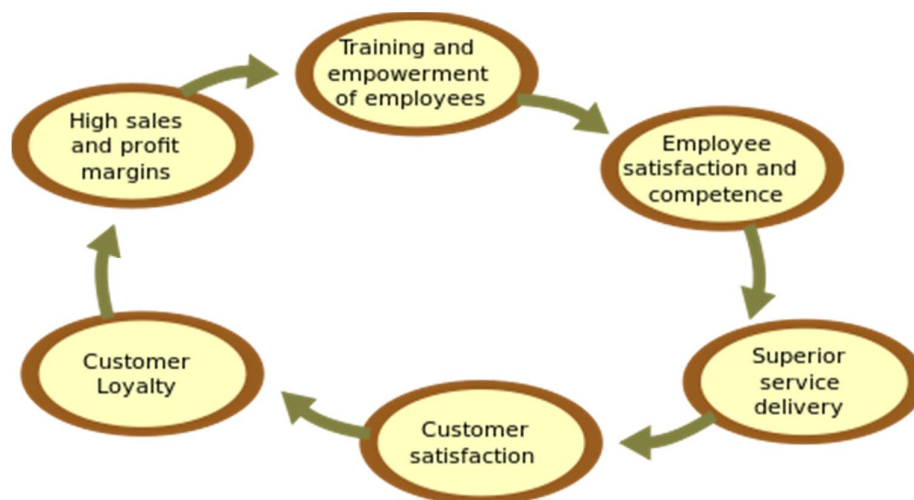 Training and
empowerment
of employees
Employee
satisfaction and
competence
Superior
service
delivery
Customer
satisfaction
Customer
Loyalty
High sales
and profit
margins